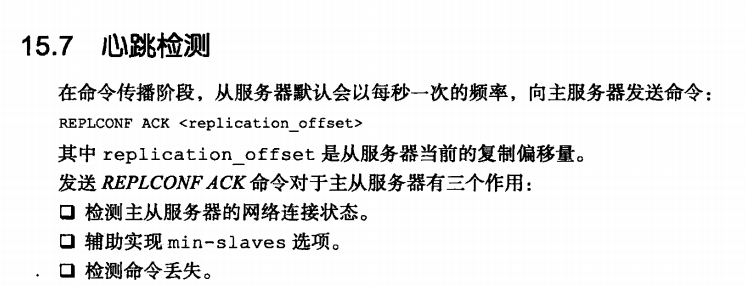 15.7 心跳检测
在命令传播阶段，从服务器默认会以每秒一次的频率，向主服务器发送命令：
REPLCONF ACK <replication_offset>
其中 replication_offset 是从服务器当前的复制偏移量。
发送 REPLCONF ACK 命令对于主从服务器有三个作用：
❑ 检测主从服务器的网络连接状态。
❑ 辅助实现 min-slaves 选项。
❑ 检测命令丢失。